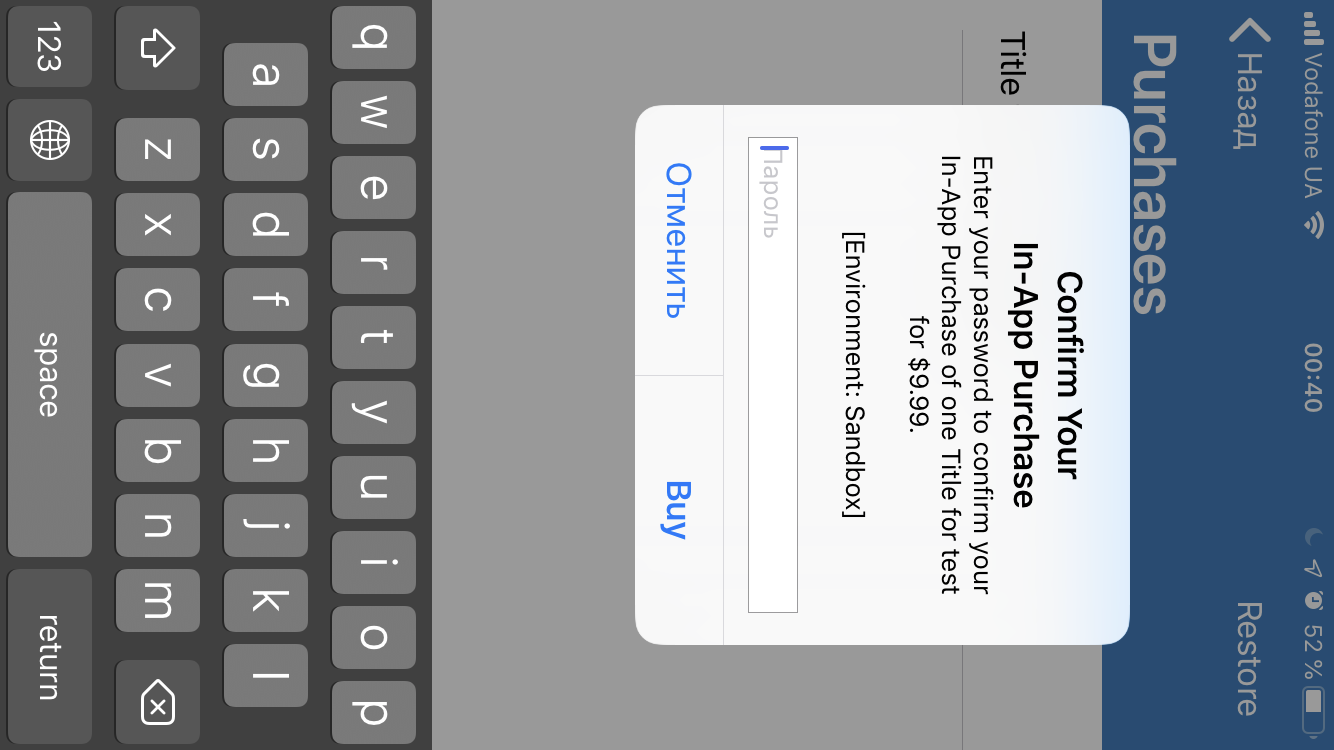 Vodafone UA 00:40 52 %
Назад Restore
Purchases
Title
Confirm Your
In-App Purchase
Enter your password to confirm your
In-App Purchase of one Title for test
for $9.99.
[Environment: Sandbox]
Пароль
Отменить Buy
q w e r t y u i o p
a s d f g h j k l
z x c v b n m
123 space return